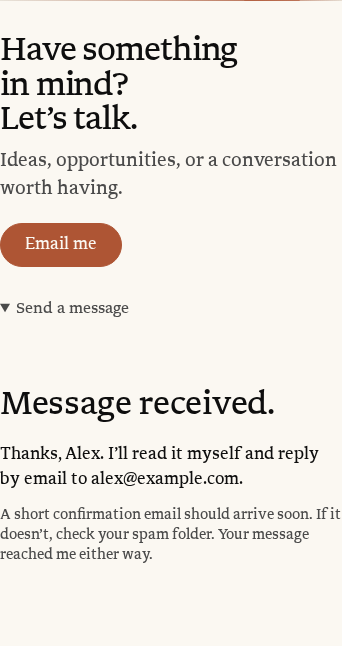 Have something
in mind?
Let’s talk.
Ideas, opportunities, or a conversation
worth having.
Email me
▼ Send a message
Message received.
Thanks, Alex. I’ll read it myself and reply
by email to alex@example.com.
A short confirmation email should arrive soon. If it
doesn’t, check your spam folder. Your message
reached me either way.